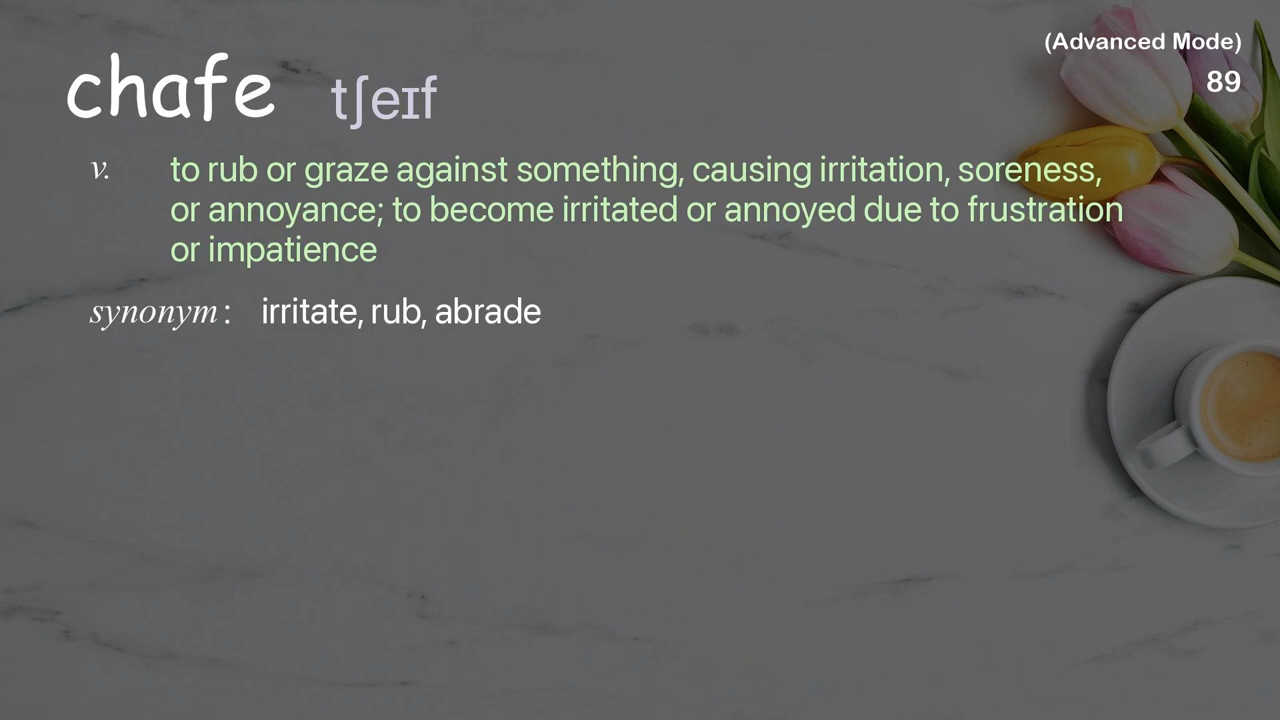 (Advanced Mode)
89
chafe tʃeɪf
v. to rub or graze against something, causing irritation, soreness,
or annoyance; to become irritated or annoyed due to frustration
or impatience
synonym: irritate, rub, abrade